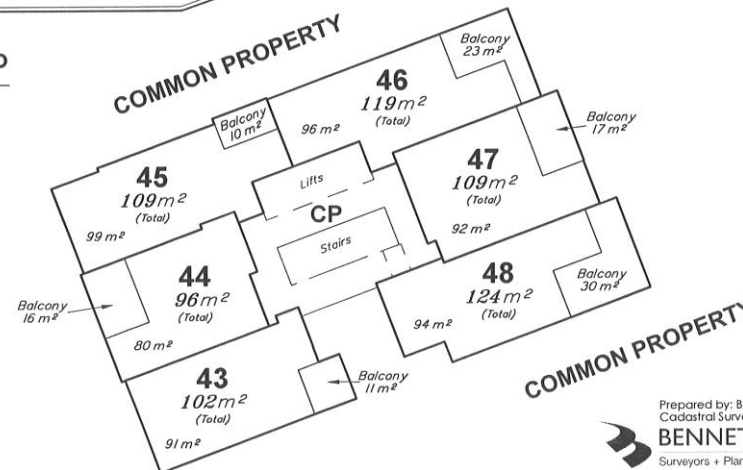 COMMON PROPERTY
Balcony
23 m²
46
119m²
(Total)
96 m²
Balcony
10 m²
Balcony
17 m²
45
109m²
(Total)
99 m²
Lifts
CP
Stairs
47
109m²
(Total)
92 m²
44
96m²
(Total)
80 m²
Balcony
16 m²
48
124m²
(Total)
94 m²
Balcony
30 m²
43
102m²
(Total)
91 m²
Balcony
11 m²
COMMON PROPERTY
Prepared by: B
Cadastral Surve
BENNET
Surveyors + Plan